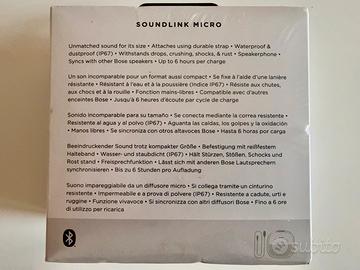 SOUNDLINK MICRO
Unmatched sound for its size • Attaches using durable strap • Waterproof &
dustproof (IP67) • Withstands drops, crushing, shocks, & rust • Speakerphone •
Syncs with other Bose speakers • Up to 6 hours per charge
Un son incomparable pour un format aussi compact • Se fixe à l'aide d'une lanière
résistante • Résistant à l'eau et à la poussière (Indice IP67) • Résiste aux chutes,
aux chocs et à la rouille • Fonction mains-libres • Compatible avec d'autres
enceintes Bose • Jusqu'à 6 heures d'écoute par cycle de charge
Sonido incomparable para su tamaño • Se conecta mediante la correa resistente •
Resistente al agua y al polvo (IP67) • Aguanta las caídas, los golpes y la oxidación
• Manos libres • Se sincroniza con otros altavoces Bose • Hasta 6 horas por carga
Beeindruckender Sound trotz kompakter Größe • Befestigung mit reißfestem
Halteband • Wasser- und staubdicht (IP67) • Hält Stürzen, Stößen, Schocks und
Rost stand • Freisprechfunktion • Lässt sich mit anderen Bose Lautsprechern
synchronisieren • Bis zu 6 Stunden pro Aufladung
Suono impareggiabile da un diffusore micro • Si collega tramite un cinturino
resistente • Impermeabile e a prova di polvere (IP67) • Resistente a cadute, urti e
ruggine • Funzione vivavoce • Si sincronizza con altri diffusori Bose • Fino a 6
ore di utilizzo per ricarica
subito